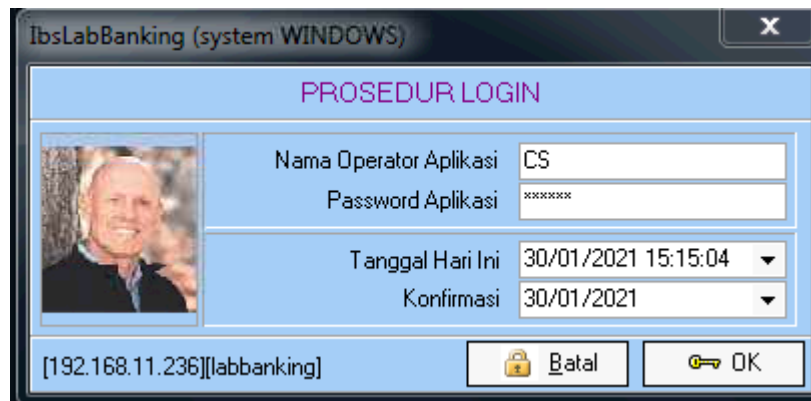 IbsLabBanking (system WINDOWS)
PROSEDUR LOGIN
Nama Operator Aplikasi CS
Password Aplikasi ******
Tanggal Hari Ini 30/01/2021 15:15:04
Konfirmasi 30/01/2021
[192.168.11.236][labbanking] Batal OK